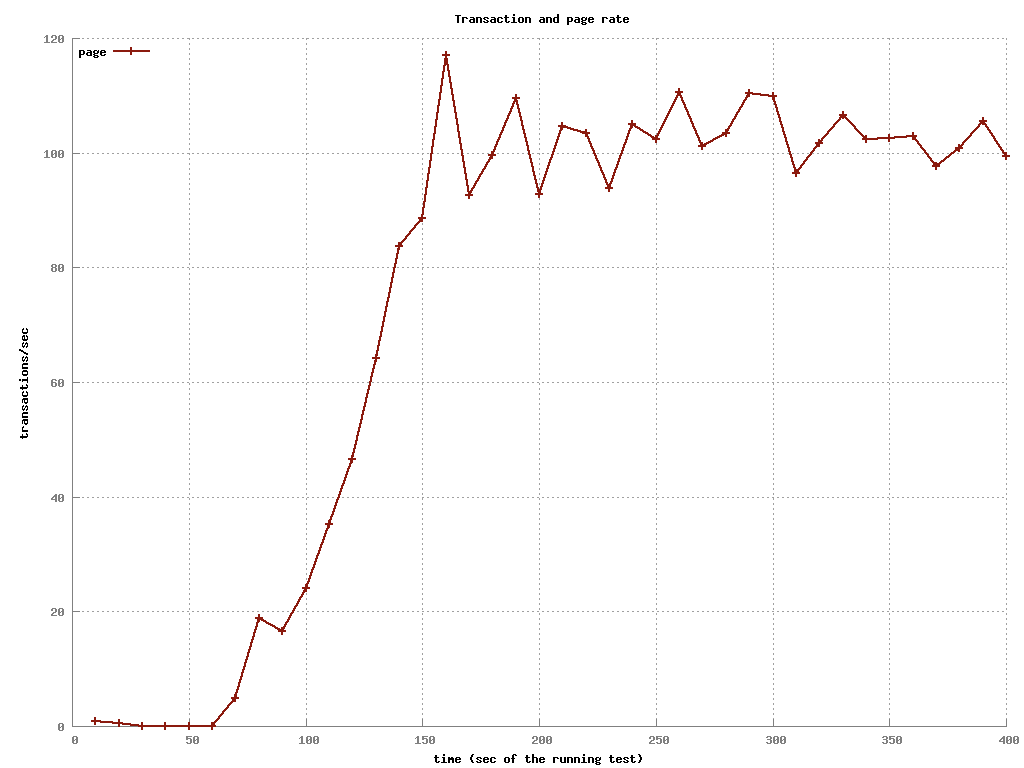 Transaction and page rate
page
120
100
80
60
40
20
0
transactions/sec
0 50 100 150 200 250 300 350 400
time (sec of the running test)